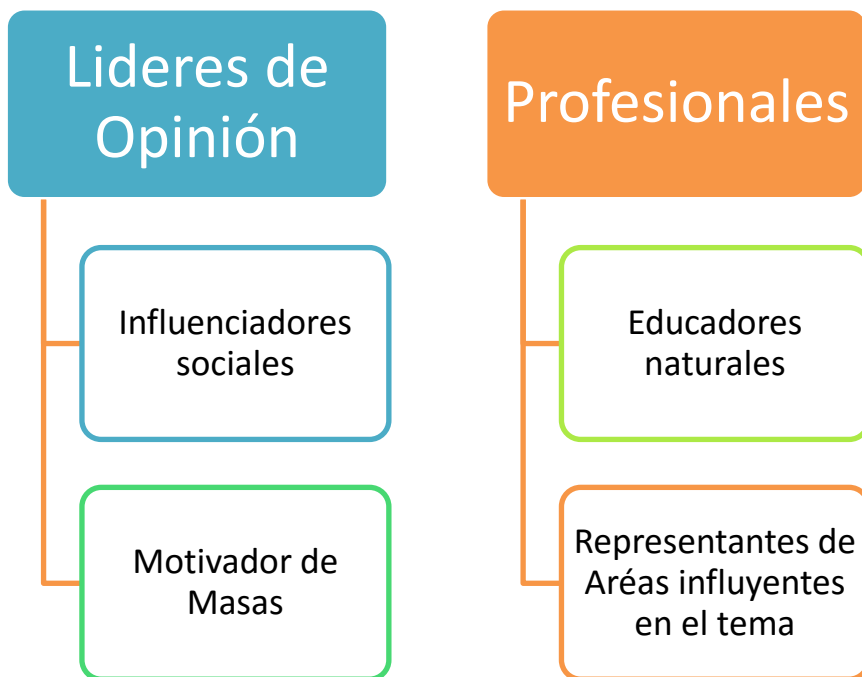 Lideres de
Opinión
Influenciadores
sociales
Motivador de
Masas
Profesionales
Educadores
naturales
Representantes de
Aréas influyentes
en el tema